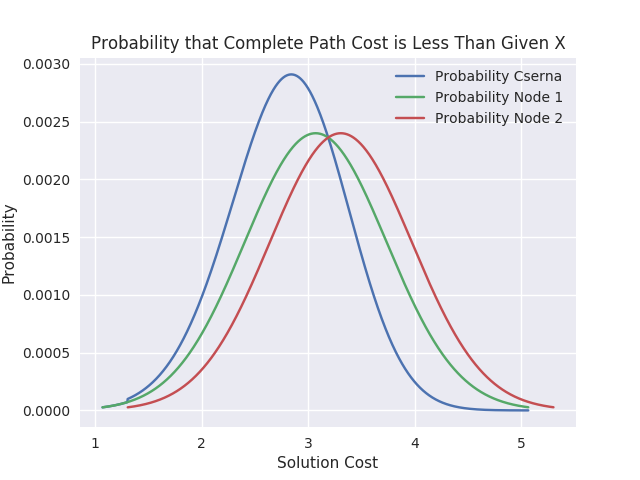 Probability that Complete Path Cost is Less Than Given X
Probability Cserna
Probability Node 1
Probability Node 2
Probability
0.0030
0.0025
0.0020
0.0015
0.0010
0.0005
0.0000
1 2 3 4 5
Solution Cost